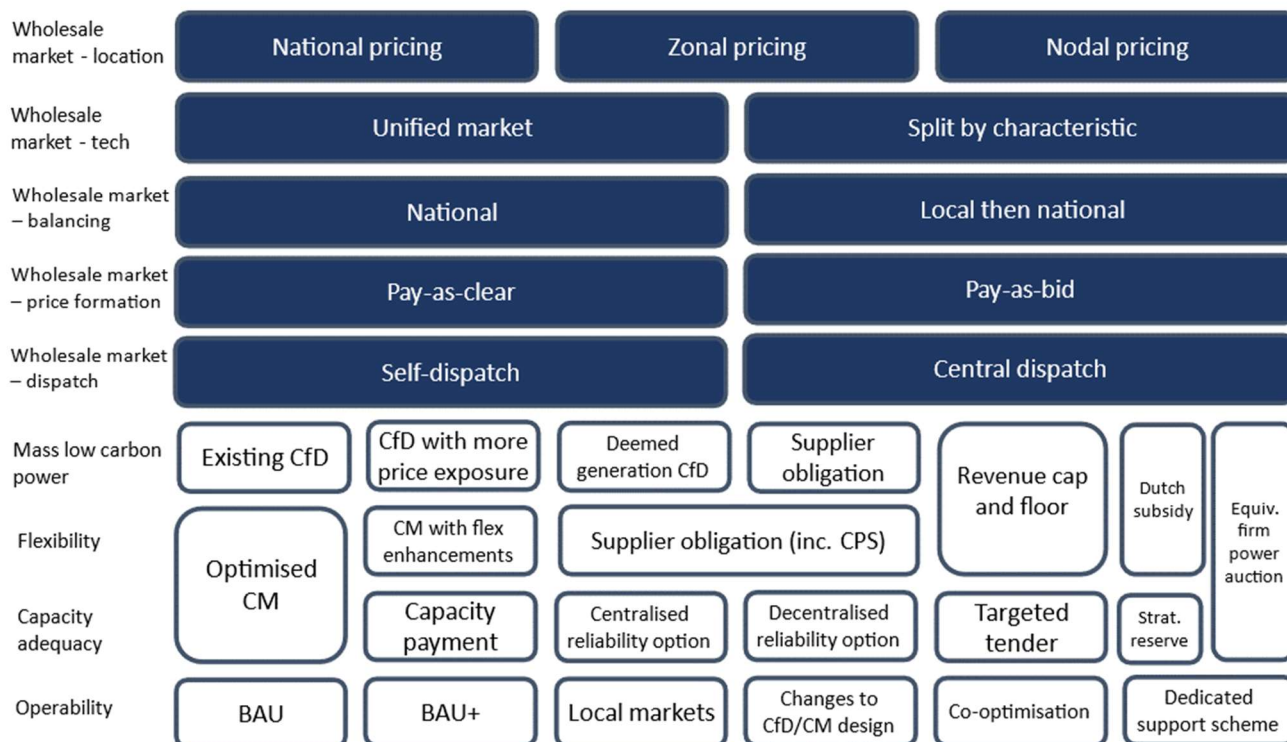 Wholesale
market - location
National pricing
Zonal pricing
Nodal pricing
Wholesale
market - tech
Unified market
Split by characteristic
Wholesale market
– balancing
National
Local then national
Wholesale market
– price formation
Pay-as-clear
Pay-as-bid
Wholesale market
– dispatch
Self-dispatch
Central dispatch
Mass low carbon
power
Existing CfD
CfD with more
price exposure
Deemed
generation CfD
Supplier
obligation
Revenue cap
and floor
Dutch
subsidy
Equiv.
firm
power
auction
Flexibility
Optimised
CM
CM with flex
enhancements
Supplier obligation (inc. CPS)
Capacity
adequacy
Capacity
payment
Centralised
reliability option
Decentralised
reliability option
Targeted
tender
Strat.
reserve
Operability
BAU
BAU+
Local markets
Changes to
CfD/CM design
Co-optimisation
Dedicated
support scheme